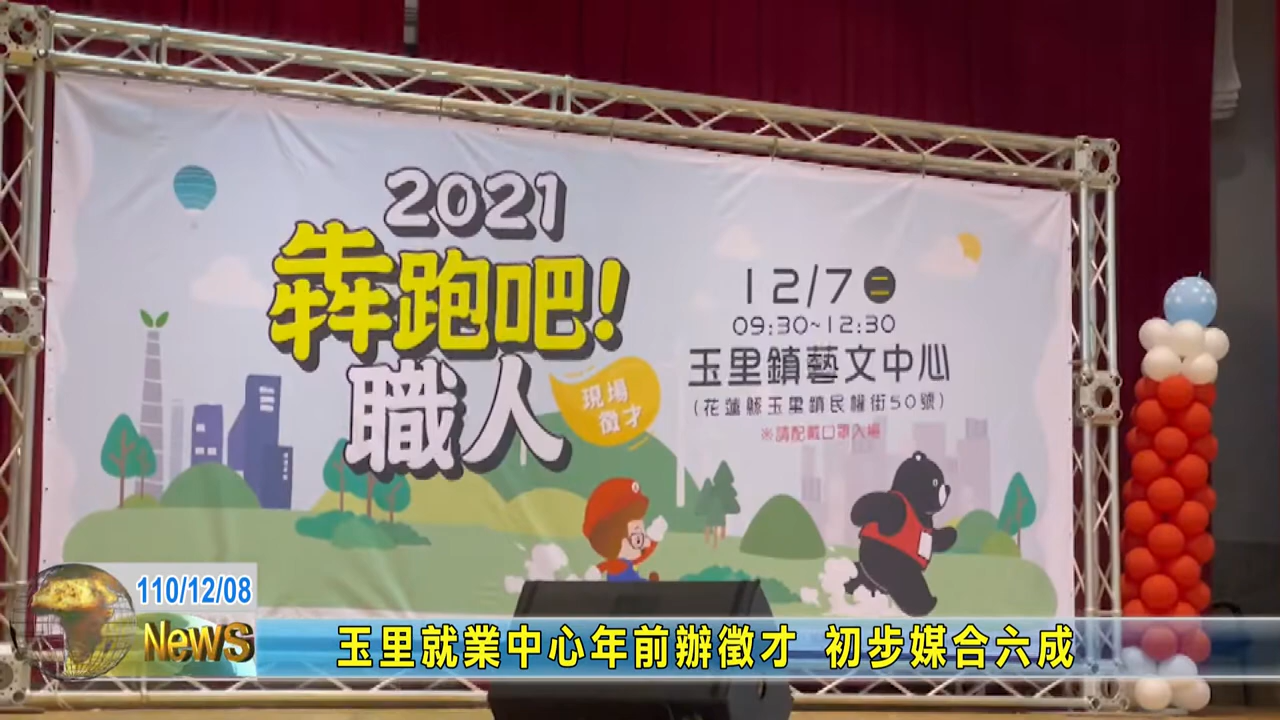 2021
犇跑吧!
職人
現場
徵才
12/7 二
09:30~12:30
玉里鎮藝文中心
(花蓮縣玉里鎮民權街50號)
※請配戴口罩入場
110/12/08
News
玉里就業中心年前辦徵才 初步媒合六成